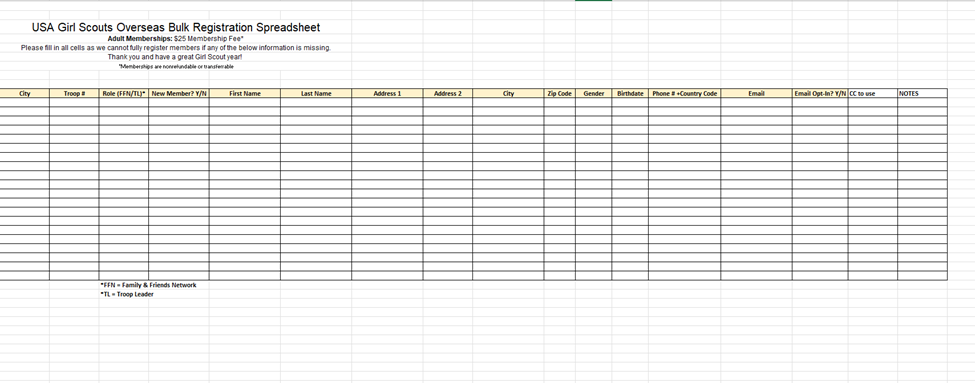 USA Girl Scouts Overseas Bulk Registration Spreadsheet
Adult Memberships: $25 Membership Fee*
Please fill in all cells as we cannot fully register members if any of the below information is missing.
Thank you and have a great Girl Scout year!
*Memberships are nonrefundable or transferrable
City Troop # Role (FFN/TL)* New Member? Y/N First Name Last Name Address 1 Address 2 City Zip Code Gender Birthdate Phone # +Country Code Email Email Opt-In? Y/N CC to use NOTES
*FFN = Family & Friends Network
*TL = Troop Leader